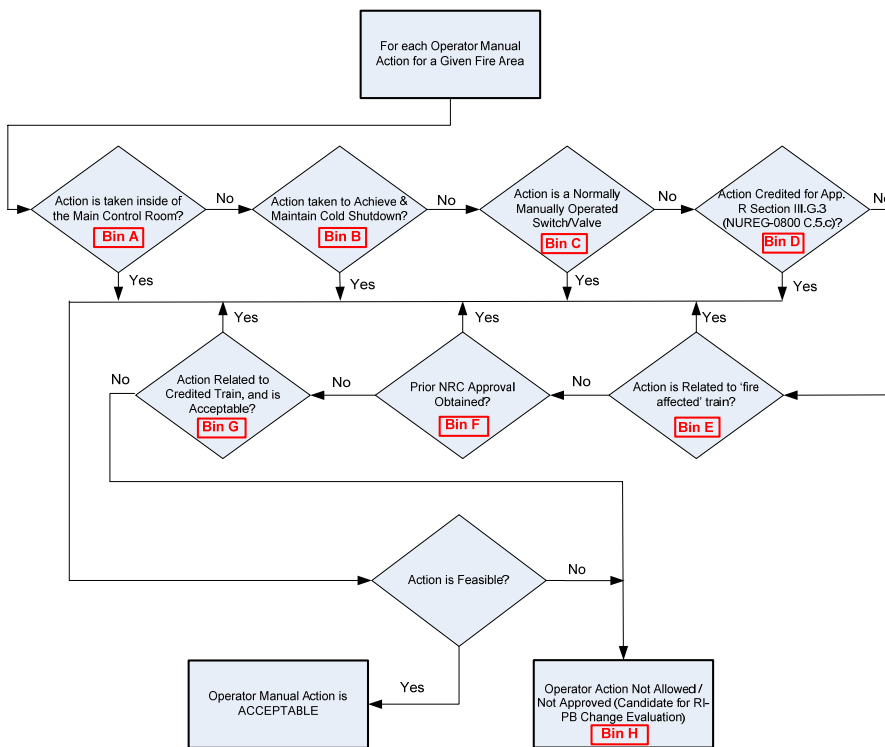 For each Operator Manual
Action for a Given Fire Area
Action is taken inside of
the Main Control Room?
Bin A
No
Yes
Action taken to Achieve &
Maintain Cold Shutdown?
Bin B
No
Yes
Action is a Normally
Manually Operated
Switch/Valve
Bin C
No
Yes
Action Credited for App.
R Section III.G.3
(NUREG-0800 C.5.c)?
Bin D
No
Yes
Action is Related to 'fire
affected' train?
Bin E
Yes
No
Prior NRC Approval
Obtained?
Bin F
Yes
No
Action Related to
Credited Train, and is
Acceptable?
Bin G
Yes
No
Action is Feasible?
No
Yes
Operator Manual Action is
ACCEPTABLE
Operator Action Not Allowed /
Not Approved (Candidate for RI-
PB Change Evaluation)
Bin H